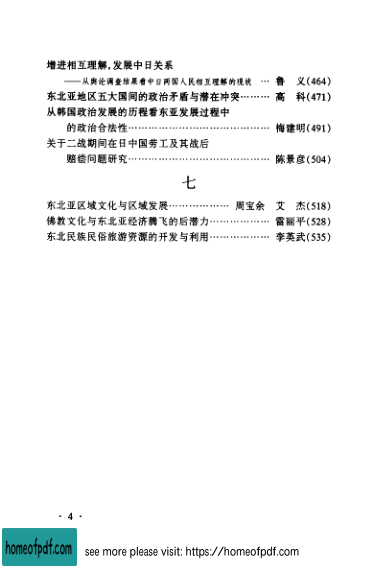 增进相互理解,发展中日关系
——从舆论调查结果看中日两国人民相互理解的现状 … 鲁 义(464)
东北亚地区五大国间的政治矛盾与潜在冲突……… 高 科(471)
从韩国政治发展的历程看东亚发展过程中
的政治合法性…………………………………… 梅建明(491)
关于二战期间在日中国劳工及其战后
赔偿问题研究…………………………………… 陈景彦(504)
七
东北亚区域文化与区域发展……………… 周宝余 艾 杰(518)
佛教文化与东北亚经济腾飞的后潜力……………… 雷丽平(528)
东北民族民俗旅游资源的开发与利用……………… 李英武(535)
· 4 ·
homeofpdf.com
see more please visit: https://homeofpdf.com